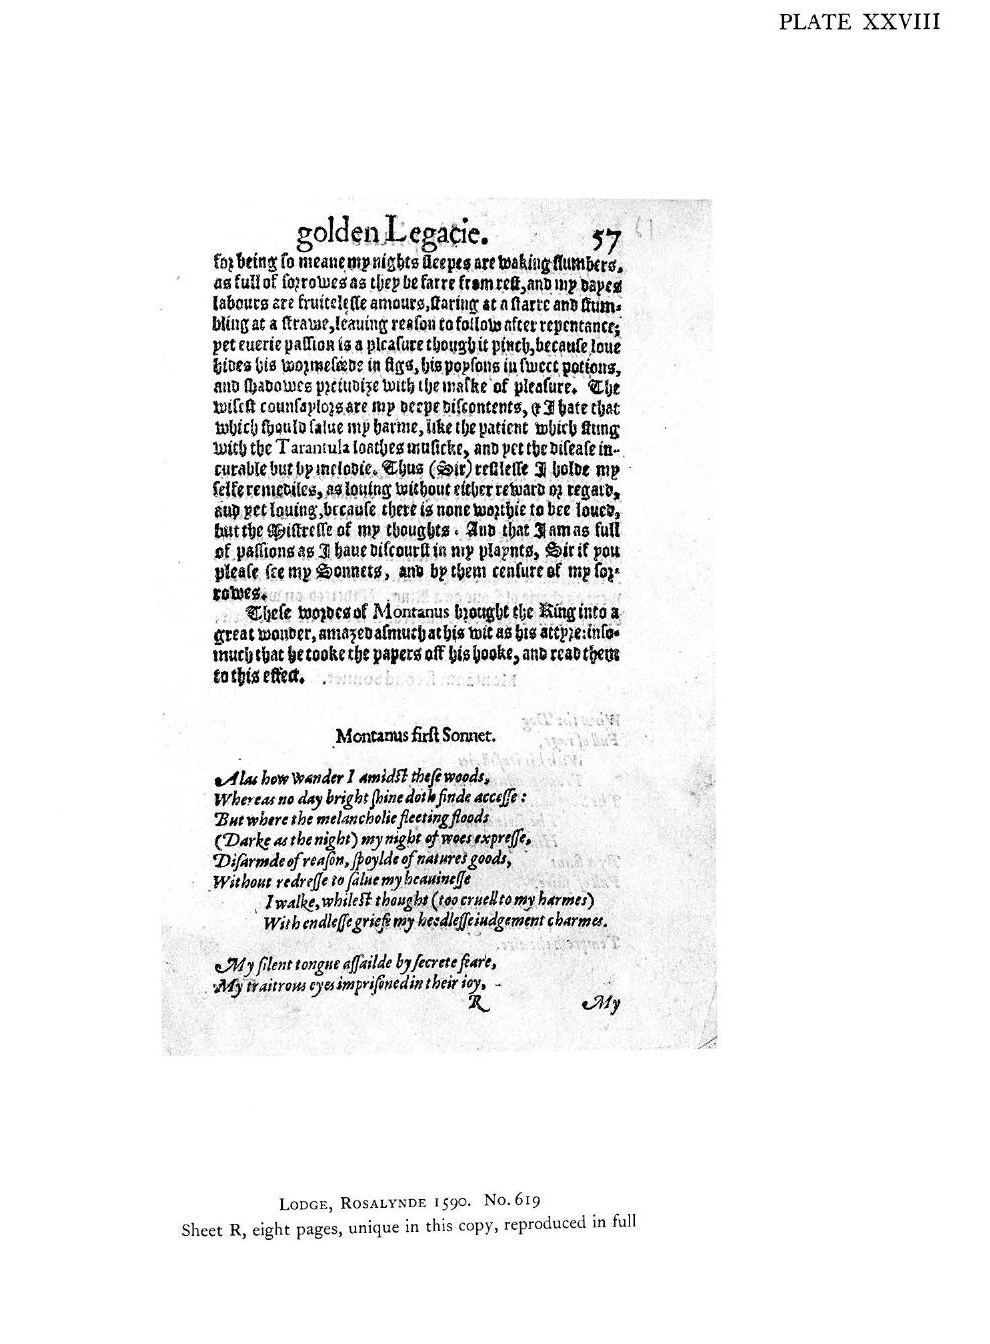 PLATE XXVIII
golden Legacie. 57
for being so meane, my nights sleepes are waking slumbers,
as full of sorrowes as they be farre from rest, and my dayes
labours are fruitelesse amours, staring at a starre and stum-
bling at a strawe, leauing reason to follow after repentance;
yet euerie passion is a pleasure though it pinch, because loue
hides his wormeséede in figs, his poysons in sweet potions,
and shadowes preiudize with the maske of pleasure. The
wisest counsaylors are my deepe discontents, & I hate that
which should salue my harme, like the patient which stung
with the Tarantula loathes musicke, and yet the disease in-
curable but by melodie. Thus (Sir) restlesse I holde my
selfe remediles, as louing without either reward or regard,
and yet louing, because there is none worthie to bee loued,
but the Mistresse of my thoughts. And that I am as full
of passions as I haue discourst in my playnts, Sir if you
please see my Sonnets, and by them censure of my sor-
rowes.
These wordes of Montanus brought the King into a
great wonder, amazed asmuch at his wit as his attyre: inso-
much that he tooke the papers off his hooke, and read them
to this effect.
Montanus first Sonnet.
Alas how wander I amidst these woods,
Whereas no day bright shine doth finde accesse:
But where the melancholie fleeting floods
(Darke as the night) my night of woes expresse,
Disarmde of reason, spoylde of natures goods,
Without redresse to salue my heauinesse
I walke, whilest thought (too cruell to my harmes)
With endlesse griefs my heedlesse iudgement charmes.
My silent tongue assailde by secrete feare,
My traitrous eyes imprisoned in their ioy,
R My
LODGE, ROSALYNDE 1590. No. 619
Sheet R, eight pages, unique in this copy, reproduced in full